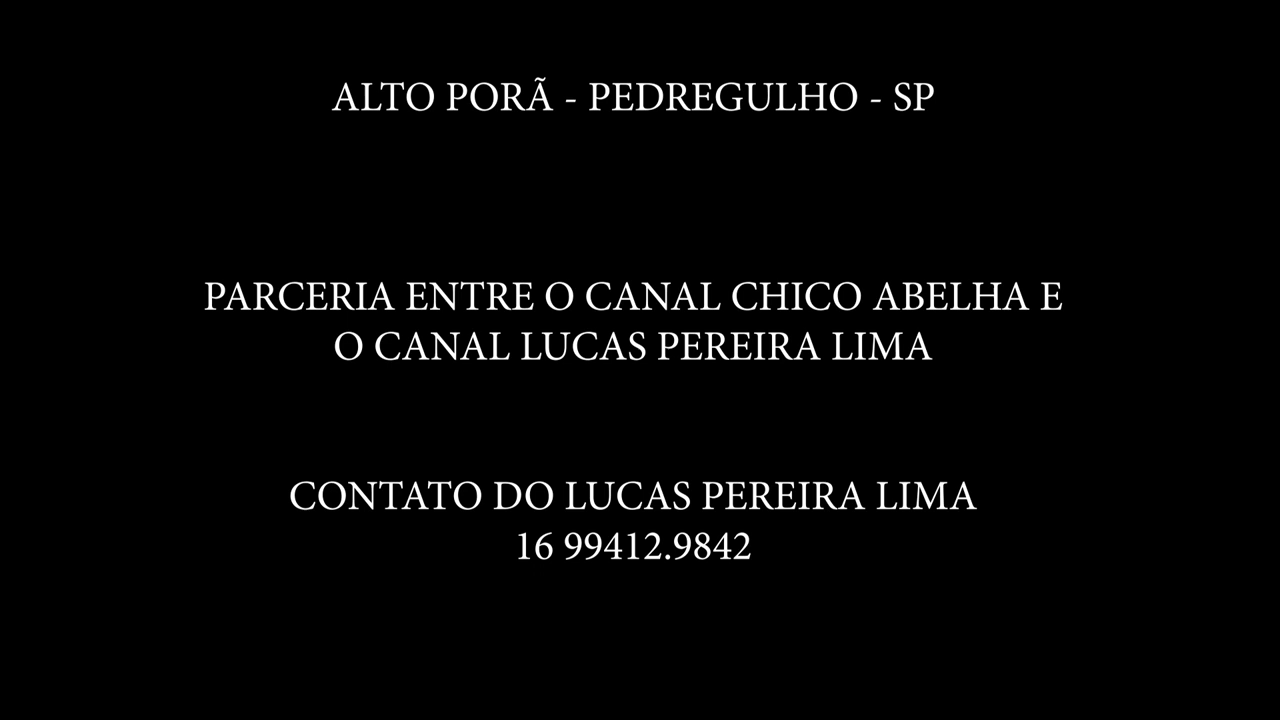 ALTO PORÃ - PEDREGULHO - SP
PARCERIA ENTRE O CANAL CHICO ABELHA E
O CANAL LUCAS PEREIRA LIMA
CONTATO DO LUCAS PEREIRA LIMA
16 99412.9842